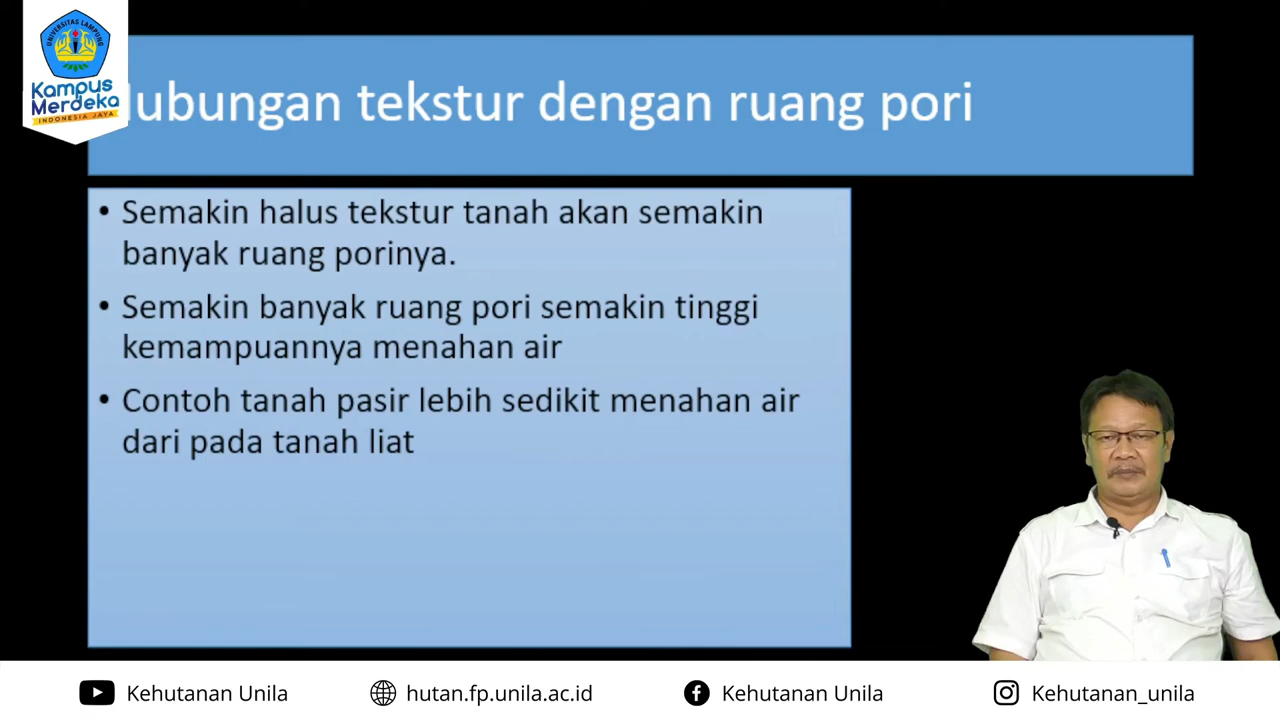 UNIVERSITAS LAMPUNG
Kampus
Merdeka
INDONESIA JAYA
ubungan tekstur dengan ruang pori
• Semakin halus tekstur tanah akan semakin
banyak ruang porinya.
• Semakin banyak ruang pori semakin tinggi
kemampuannya menahan air
• Contoh tanah pasir lebih sedikit menahan air
dari pada tanah liat
Kehutanan Unila
hutan.fp.unila.ac.id
Kehutanan Unila
Kehutanan_unila